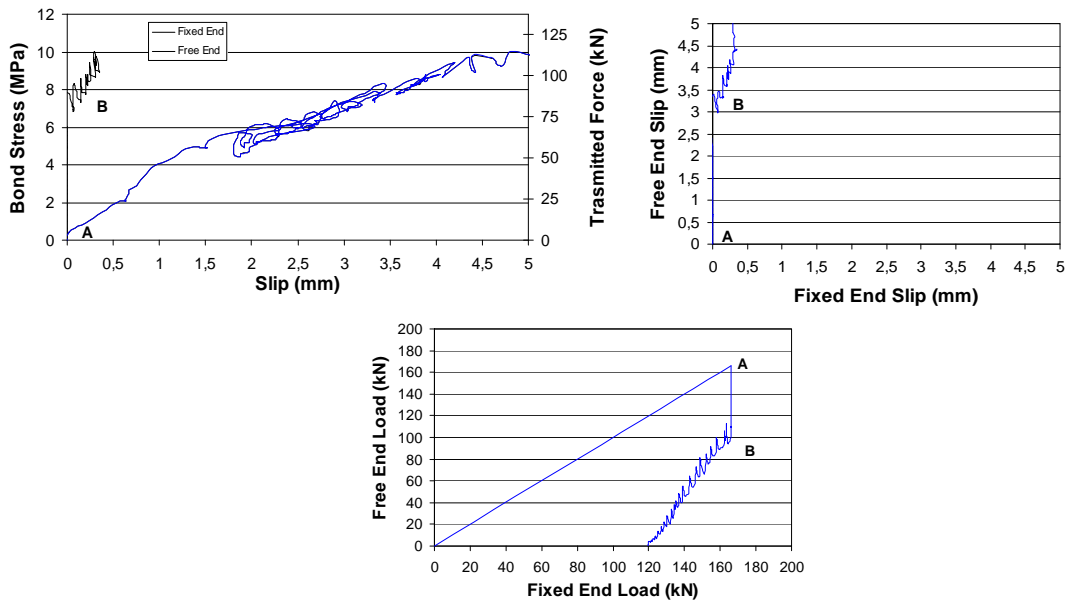 Bond Stress (MPa)
12
10
8
6
4
2
0
Fixed End
Free End
B
A
0 0,5 1 1,5 2 2,5 3 3,5 4 4,5 5
Slip (mm)
125
100
75
50
25
0
Trasmitted Force (kN)
Free End Slip (mm)
5
4,5
4
3,5
3
2,5
2
1,5
1
0,5
0
B
A
0 0,5 1 1,5 2 2,5 3 3,5 4 4,5 5
Fixed End Slip (mm)
Free End Load (kN)
200
180
160
140
120
100
80
60
40
20
0
A
B
0 20 40 60 80 100 120 140 160 180 200
Fixed End Load (kN)